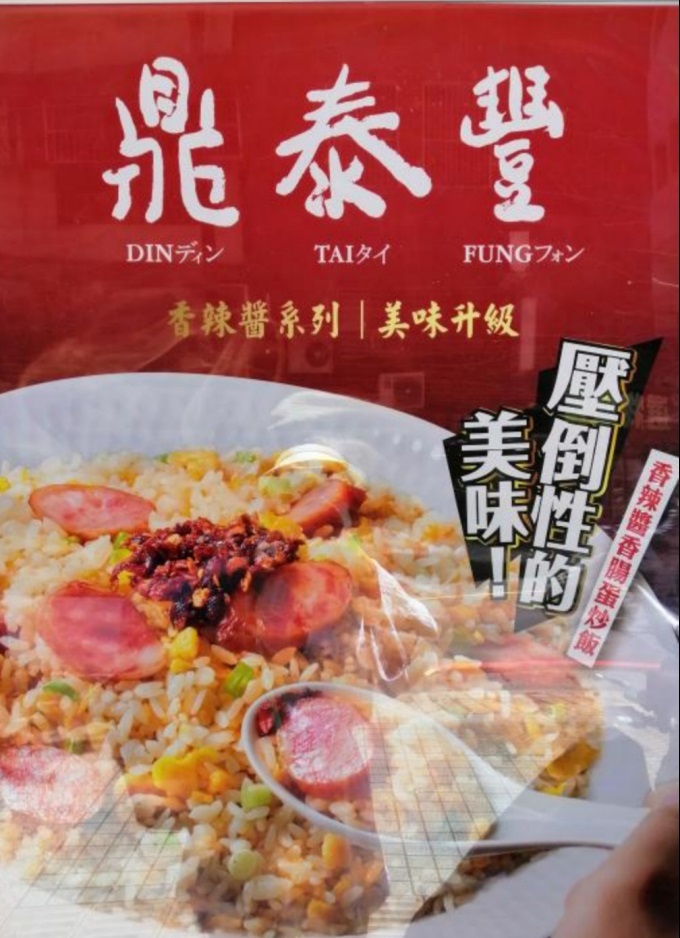 鼎泰豐
DINディン TAIタイ FUNGフォン
香辣醬系列｜美味升級
壓倒性的
美味！
香辣醬香腸蛋炒飯